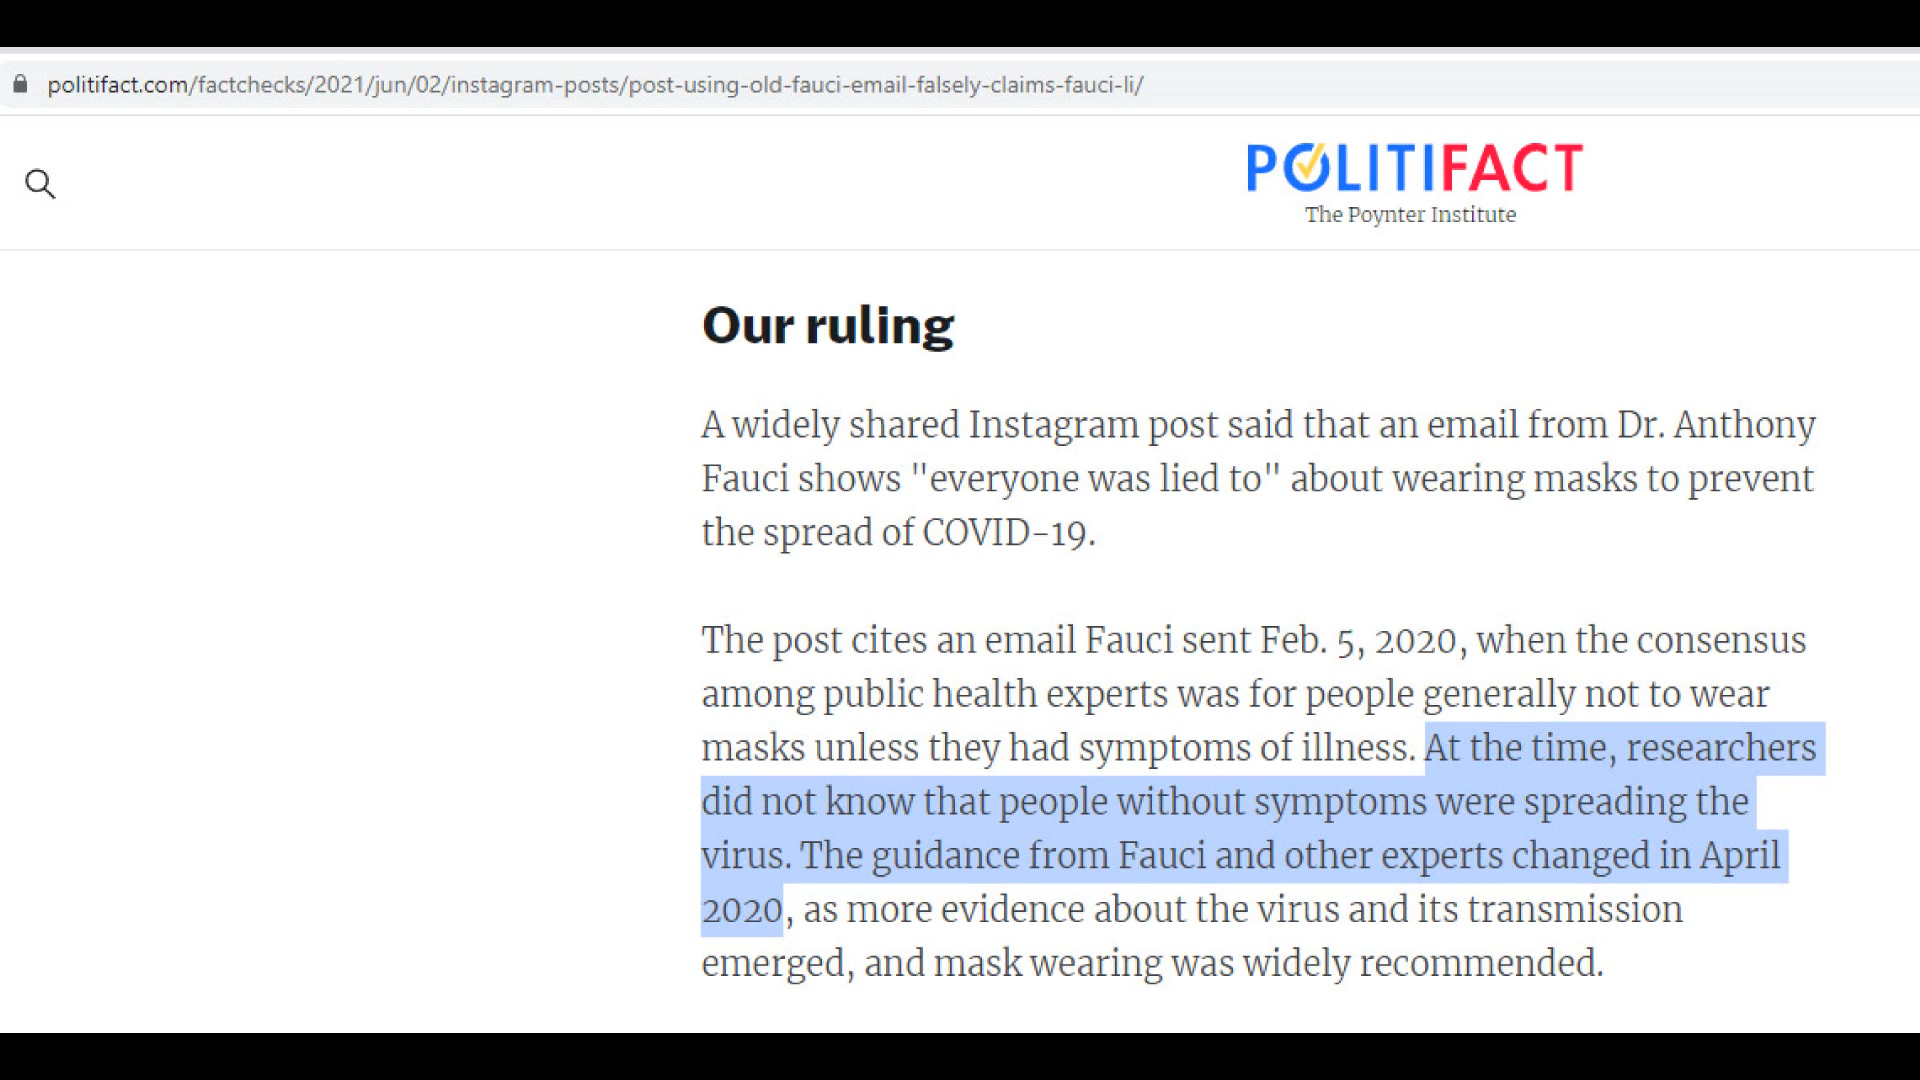 politifact.com/factchecks/2021/jun/02/instagram-posts/post-using-old-fauci-email-falsely-claims-fauci-li/
POLITIFACT
The Poynter Institute
Our ruling
A widely shared Instagram post said that an email from Dr. Anthony
Fauci shows "everyone was lied to" about wearing masks to prevent
the spread of COVID-19.
The post cites an email Fauci sent Feb. 5, 2020, when the consensus
among public health experts was for people generally not to wear
masks unless they had symptoms of illness. At the time, researchers
did not know that people without symptoms were spreading the
virus. The guidance from Fauci and other experts changed in April
2020, as more evidence about the virus and its transmission
emerged, and mask wearing was widely recommended.